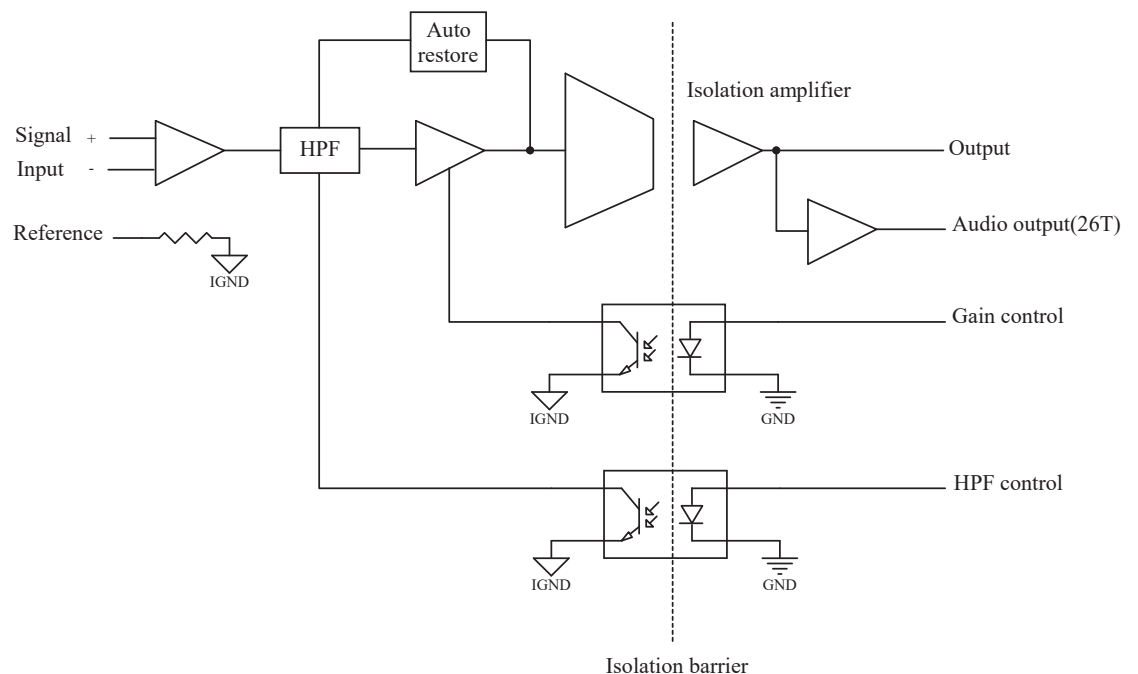 Auto
restore
Isolation amplifier
Signal +
HPF
Output
Input -
Audio output(26T)
Reference
IGND
Gain control
IGND
GND
HPF control
IGND
GND
Isolation barrier